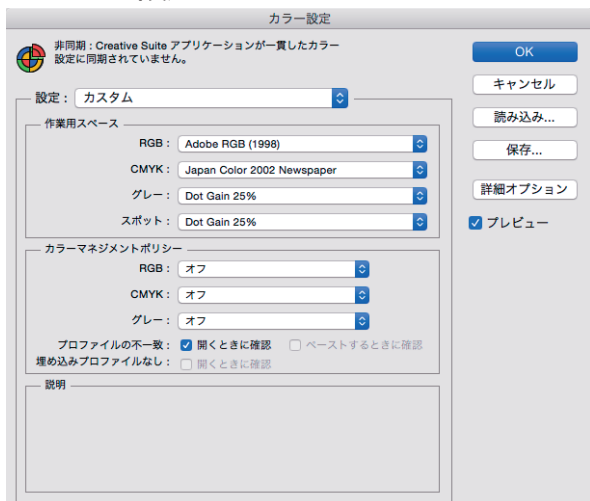 カラー設定
非同期 : Creative Suite アプリケーションが一貫したカラー
設定に同期されていません。
OK
キャンセル
読み込み...
保存...
詳細オプション
プレビュー
設定 : カスタム
作業用スペース
RGB : Adobe RGB (1998)
CMYK : Japan Color 2002 Newspaper
グレー : Dot Gain 25%
スポット : Dot Gain 25%
カラーマネジメントポリシー
RGB : オフ
CMYK : オフ
グレー : オフ
プロファイルの不一致 : 開くときに確認 ペーストするときに確認
埋め込みプロファイルなし : 開くときに確認
説明